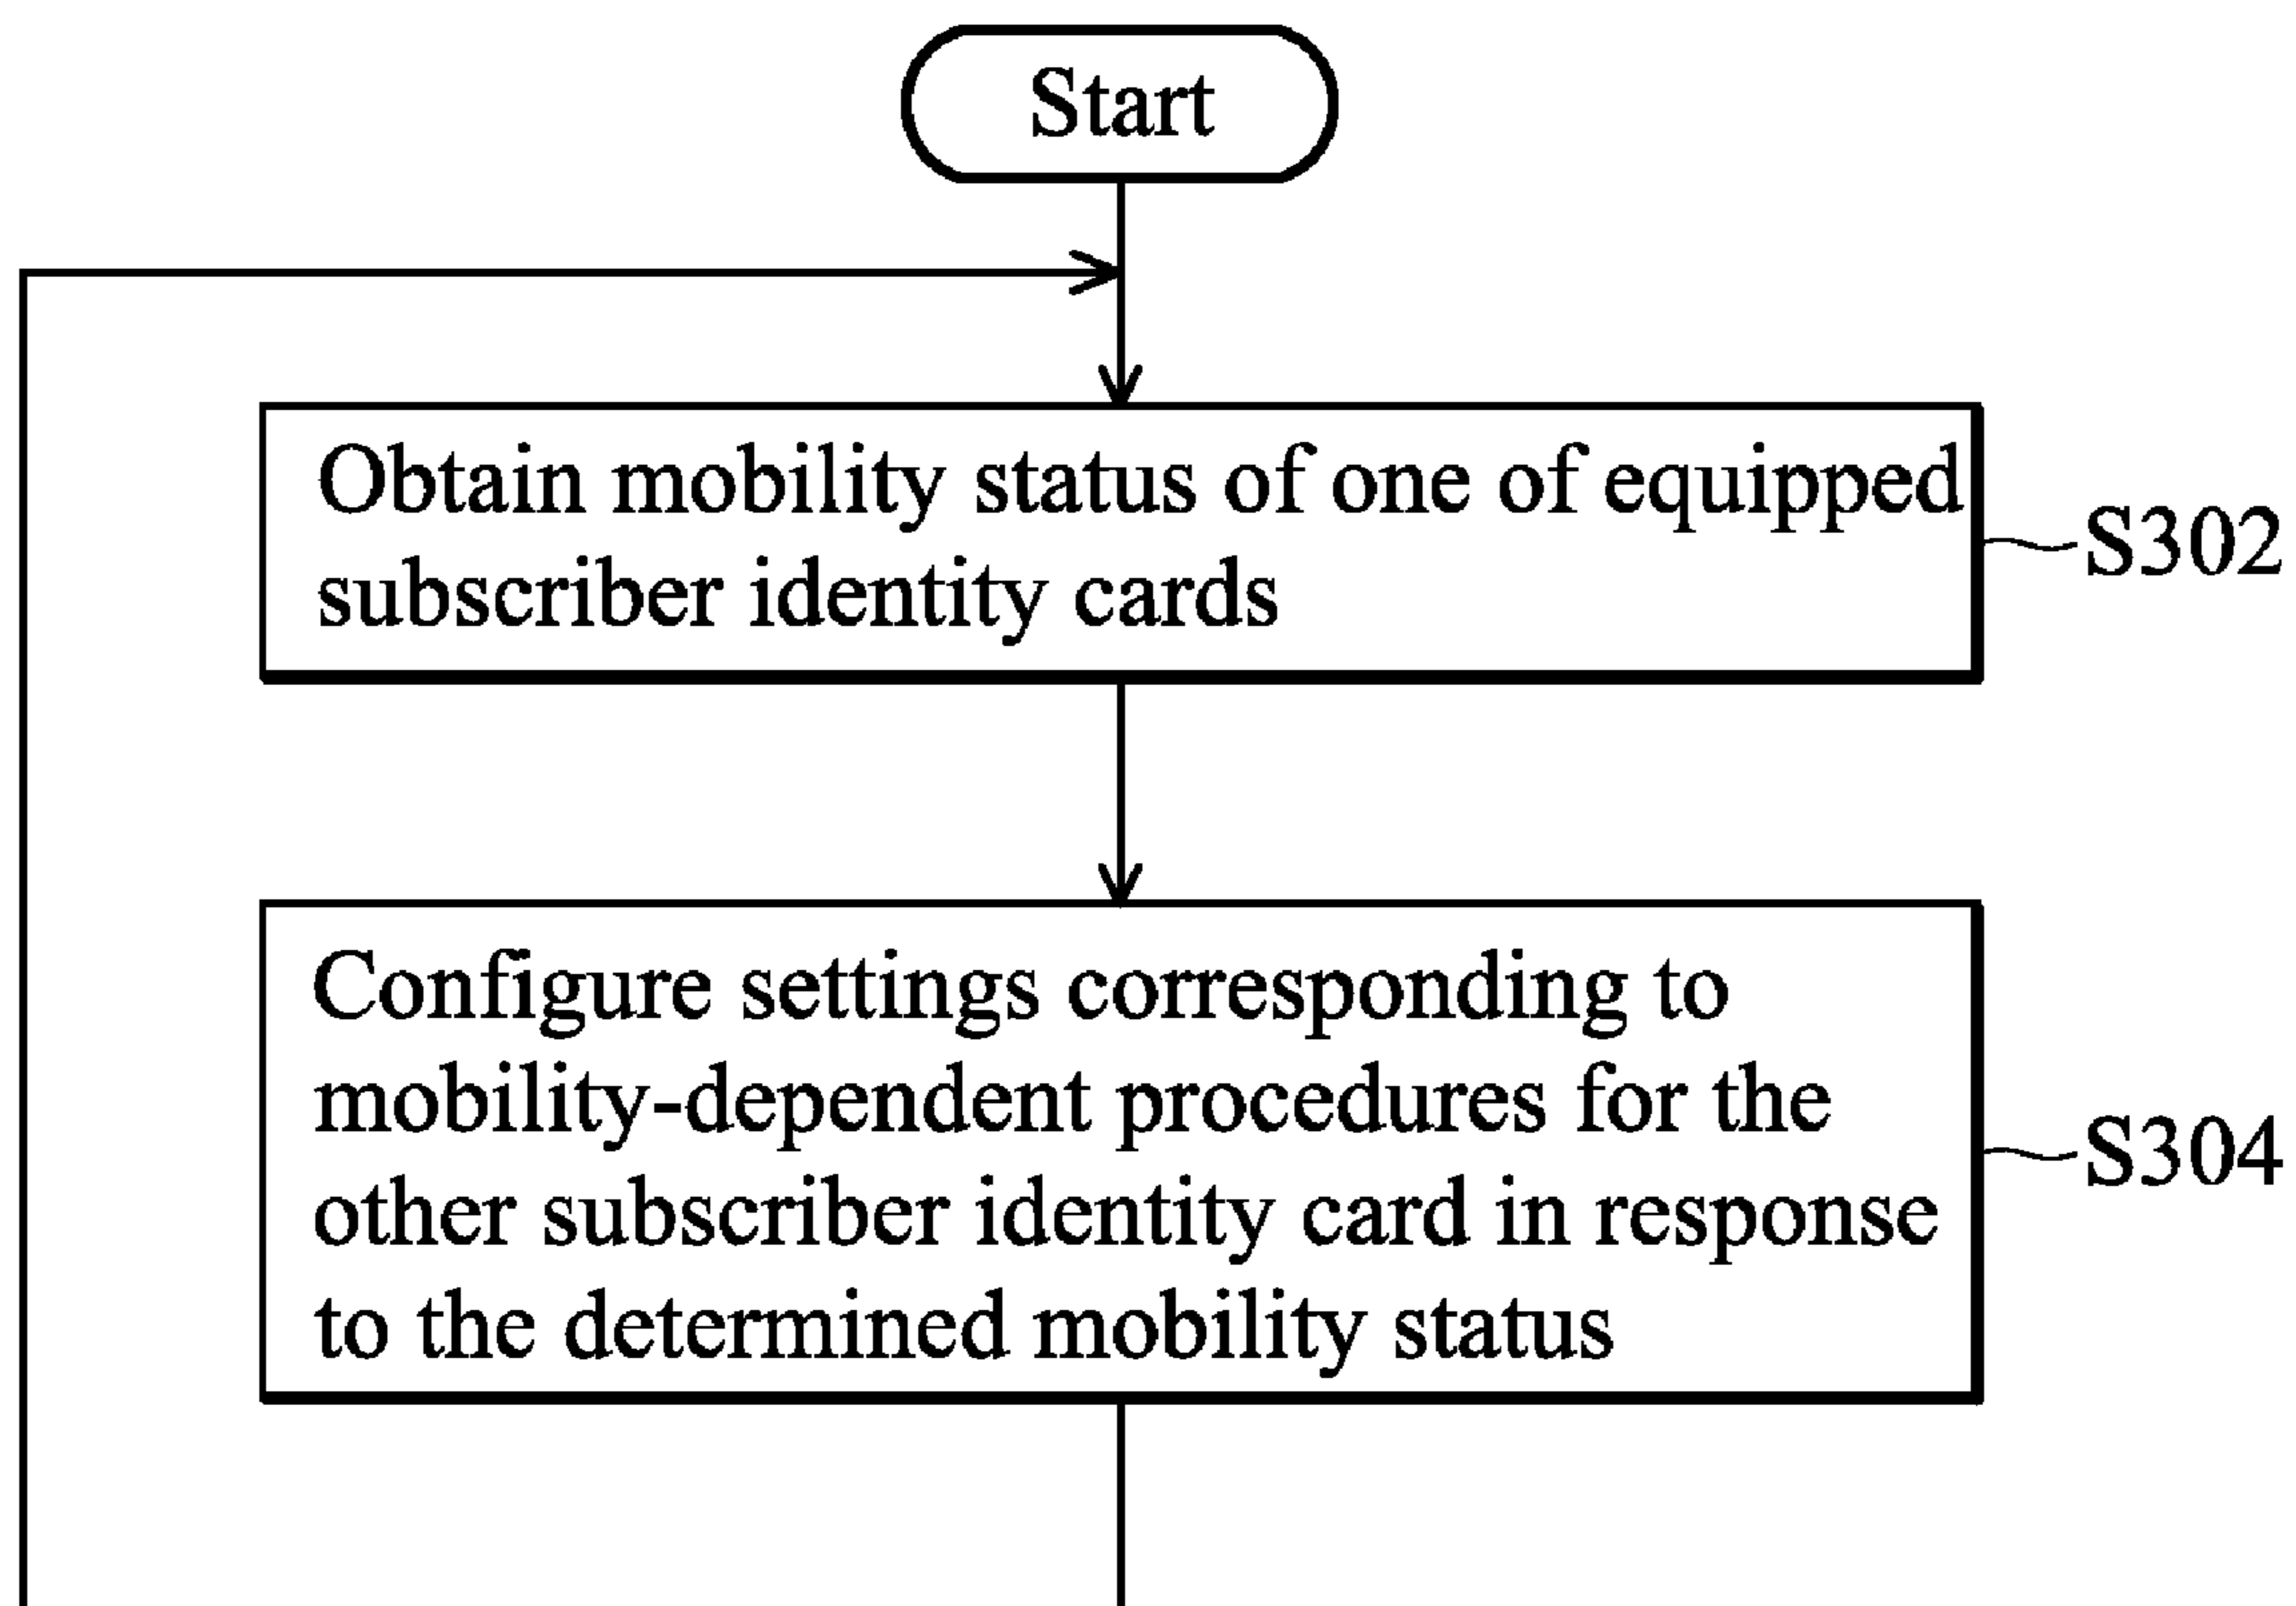 Start
Obtain mobility status of one of equipped
subscriber identity cards
S302
Configure settings corresponding to
mobility-dependent procedures for the
other subscriber identity card in response
to the determined mobility status
S304